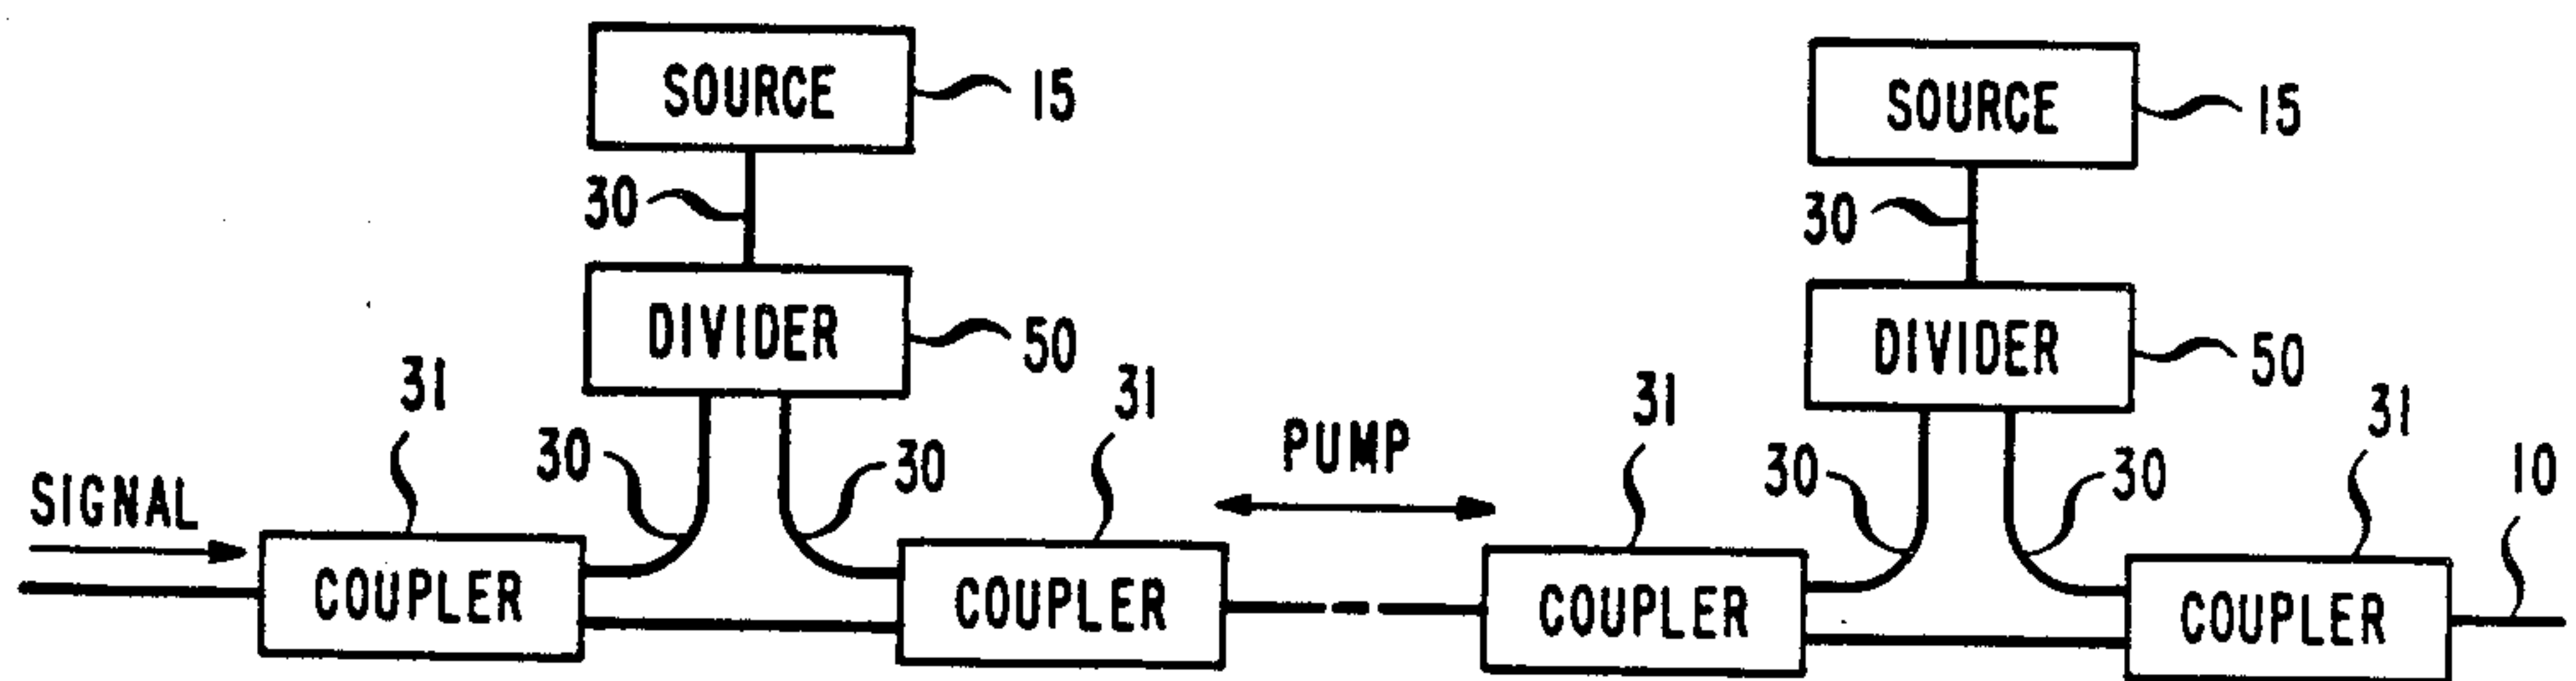 SOURCE 15 SOURCE 15
30 30
DIVIDER 50 DIVIDER 50
31 31 31 31
30 30 PUMP 30 30 10
SIGNAL
COUPLER COUPLER COUPLER COUPLER